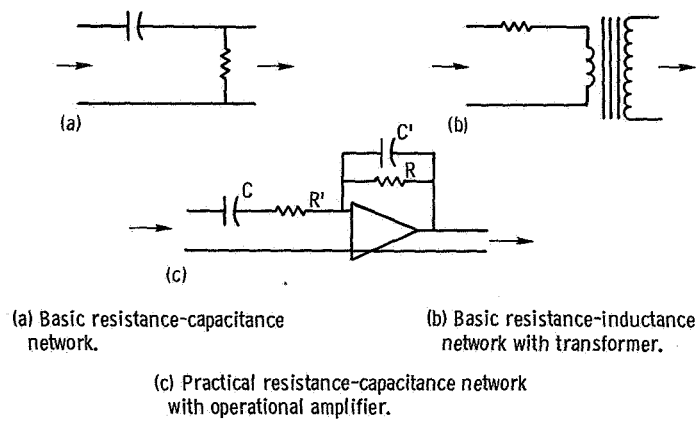 (a)
(b)
C'
R
C
R'
(c)
(a) Basic resistance-capacitance
network.
(b) Basic resistance-inductance
network with transformer.
(c) Practical resistance-capacitance network
with operational amplifier.